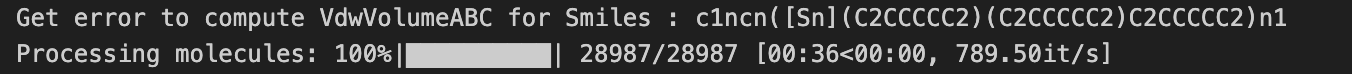 Get error to compute VdwVolumeABC for Smiles : c1ncn([Sn](C2CCCCC2)(C2CCCCC2)C2CCCCC2)n1
Processing molecules: 100%|██████████| 28987/28987 [00:36<00:00, 789.50it/s]